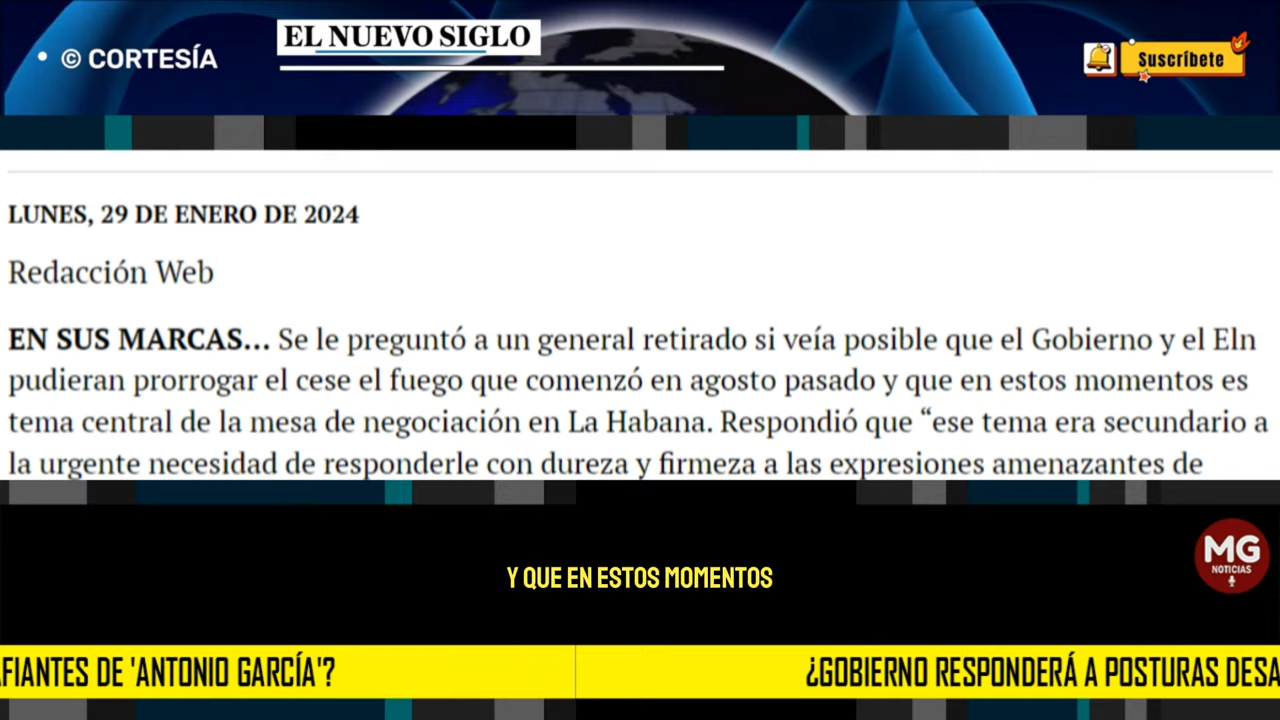 © CORTESÍA
EL NUEVO SIGLO
Suscríbete
LUNES, 29 DE ENERO DE 2024
Redacción Web
EN SUS MARCAS... Se le preguntó a un general retirado si veía posible que el Gobierno y el Eln
pudieran prorrogar el cese el fuego que comenzó en agosto pasado y que en estos momentos es
tema central de la mesa de negociación en La Habana. Respondió que “ese tema era secundario a
la urgente necesidad de responderle con dureza y firmeza a las expresiones amenazantes de
Y QUE EN ESTOS MOMENTOS
MG
NOTICIAS
AFIANTES DE 'ANTONIO GARCÍA'?
¿GOBIERNO RESPONDERÁ A POSTURAS DESA